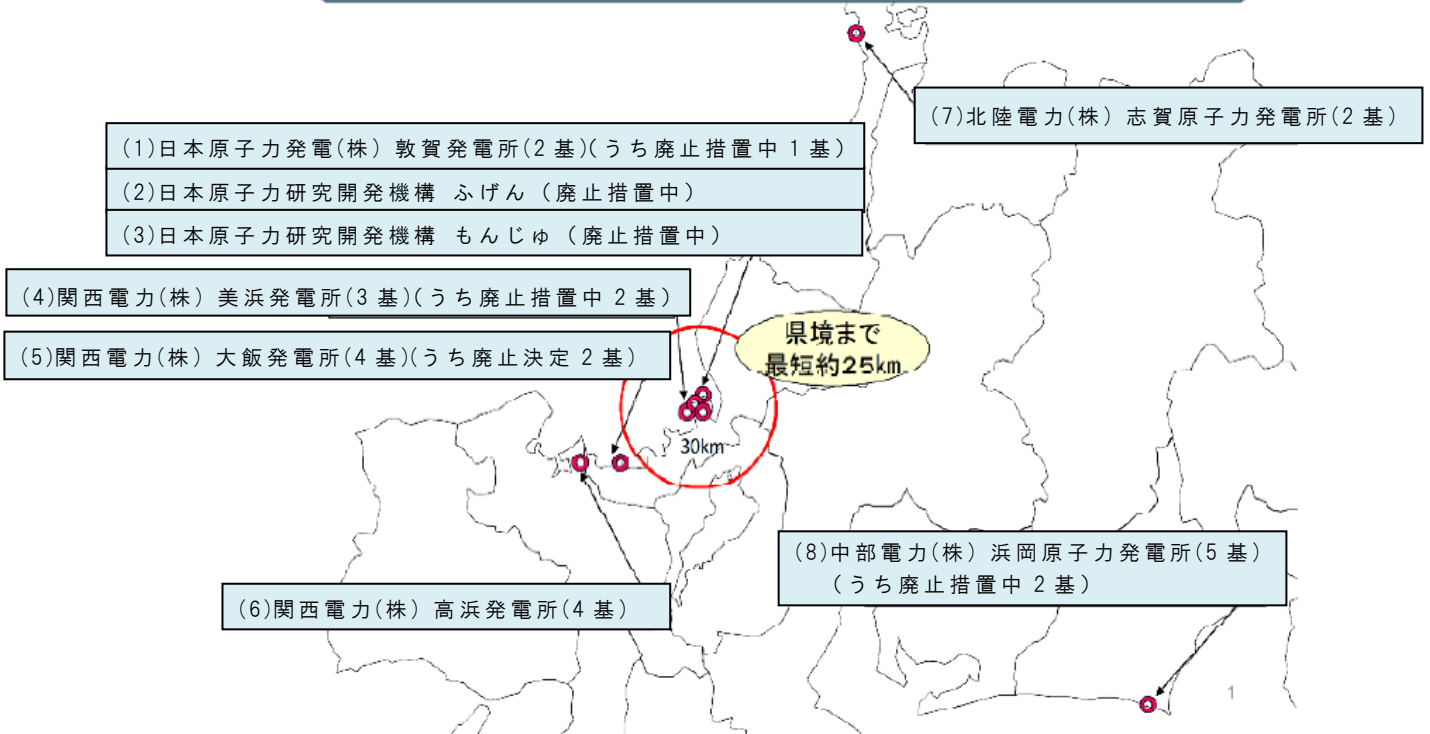 (7)北陸電力(株) 志賀原子力発電所(2基)
(1)日本原子力発電(株) 敦賀発電所(2基)(うち廃止措置中1基)
(2)日本原子力研究開発機構 ふげん（廃止措置中）
(3)日本原子力研究開発機構 もんじゅ（廃止措置中）
(4)関西電力(株) 美浜発電所(3基)(うち廃止措置中2基)
(5)関西電力(株) 大飯発電所(4基)(うち廃止決定2基)
県境まで
最短約25km
30km
(8)中部電力(株) 浜岡原子力発電所(5基)
（うち廃止措置中2基）
(6)関西電力(株) 高浜発電所(4基)
1